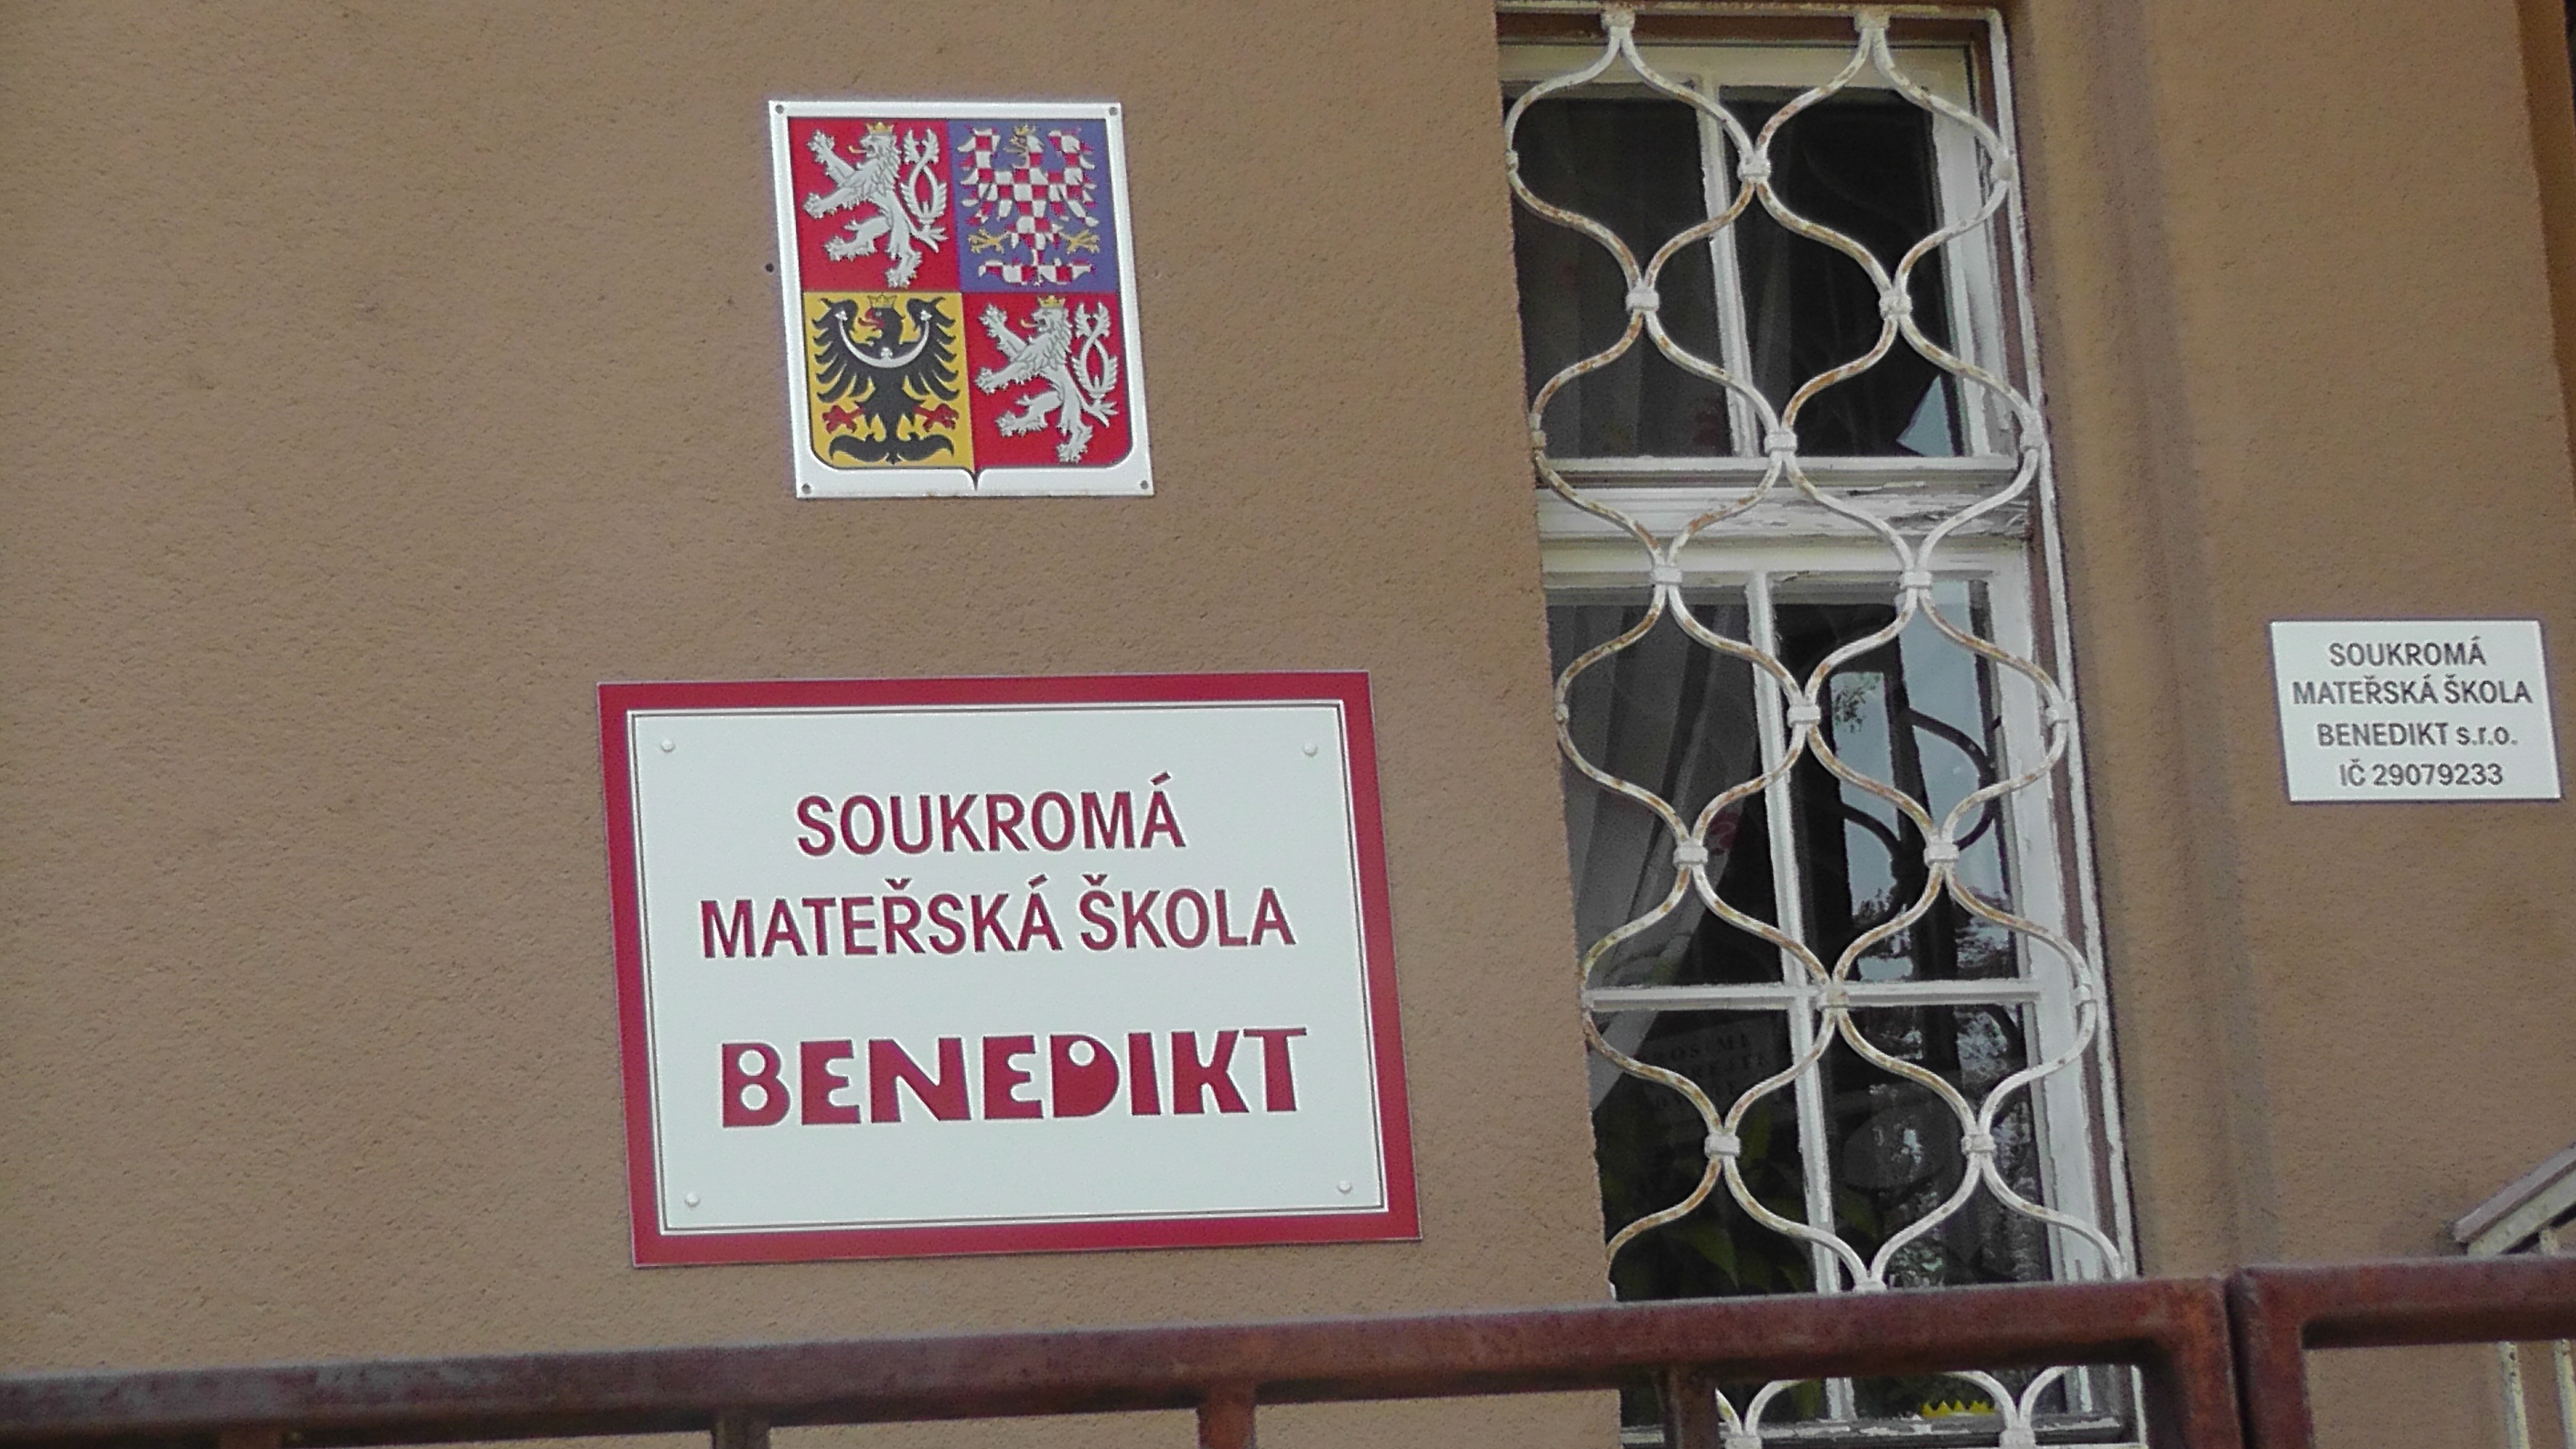 SOUKROMÁ
MATEŘSKÁ ŠKOLA
BENEDIKT
SOUKROMÁ
MATEŘSKÁ ŠKOLA
BENEDIKT s.r.o.
IČ 29079233